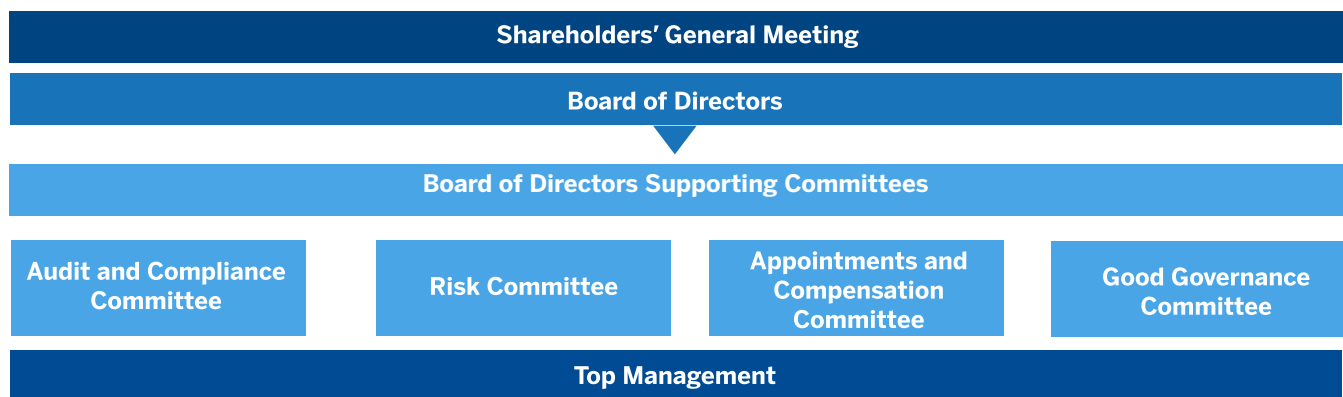 Shareholders’ General Meeting
Board of Directors
Board of Directors Supporting Committees
Audit and Compliance
Committee
Risk Committee
Appointments and
Compensation
Committee
Good Governance
Committee
Top Management